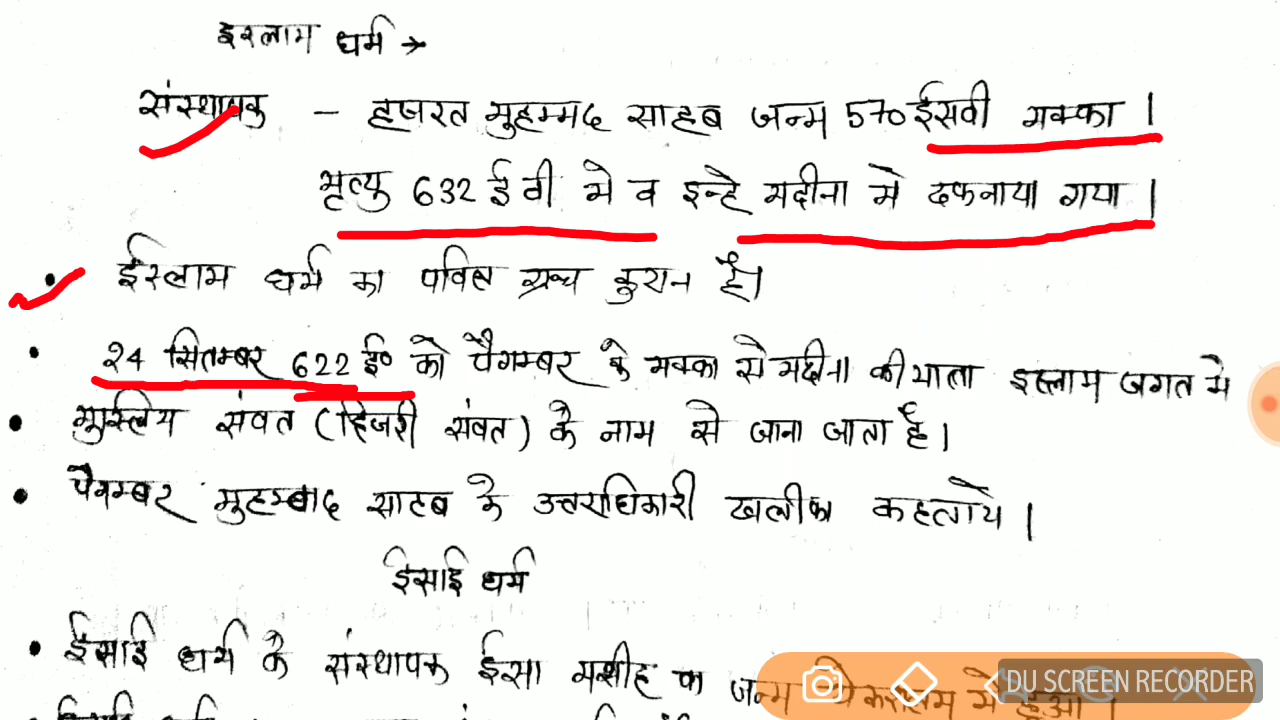 इस्लाम धर्म →
संस्थापक - हजरत मुहम्मद साहब जन्म 570 ईसवी मक्का।
मृत्यु 632 ई वी मे व इन्हे मदीना मे दफनाया गया।
• ईस्लाम धर्म का पवित्र ग्रन्थ कुरान है।
• 24 सितम्बर 622 ई० को पैगम्बर के मक्का से मदीना की याता इस्लाम जगत मे
• मुस्लिम संवत (हिजरी संवत) के नाम से जाना जाता है।
• पैगम्बर मुहम्माद साहब के उत्तराधिकारी खलीफा कहलाये।
ईसाई धर्म
• ईसाई धर्म के संस्थापक ईसा मसीह का जन्म मे हुआ।
DU SCREEN RECORDER